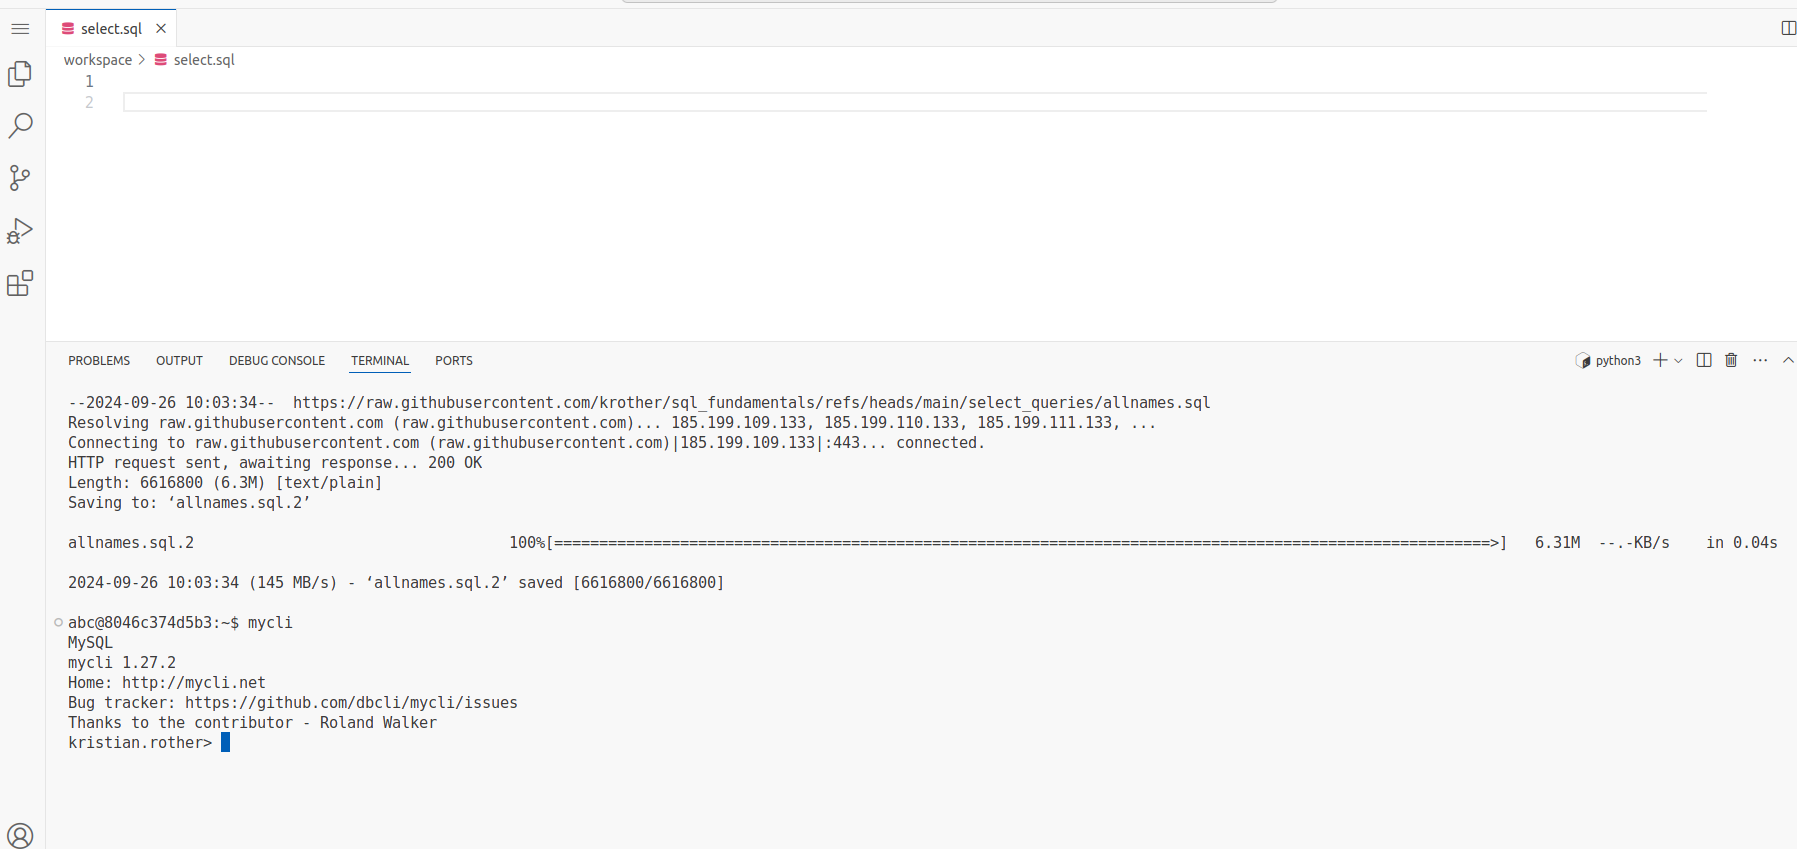 select.sql
workspace > select.sql
1
2
PROBLEMS OUTPUT DEBUG CONSOLE TERMINAL PORTS python3
--2024-09-26 10:03:34--  https://raw.githubusercontent.com/krother/sql_fundamentals/refs/heads/main/select_queries/allnames.sql
Resolving raw.githubusercontent.com (raw.githubusercontent.com)... 185.199.109.133, 185.199.110.133, 185.199.111.133, ...
Connecting to raw.githubusercontent.com (raw.githubusercontent.com)|185.199.109.133|:443... connected.
HTTP request sent, awaiting response... 200 OK
Length: 6616800 (6.3M) [text/plain]
Saving to: ‘allnames.sql.2’
allnames.sql.2 100%[========================================================================================================>] 6.31M --.-KB/s in 0.04s
2024-09-26 10:03:34 (145 MB/s) - ‘allnames.sql.2’ saved [6616800/6616800]
abc@8046c374d5b3:~$ mycli
MySQL
mycli 1.27.2
Home: http://mycli.net
Bug tracker: https://github.com/dbcli/mycli/issues
Thanks to the contributor - Roland Walker
kristian.rother>